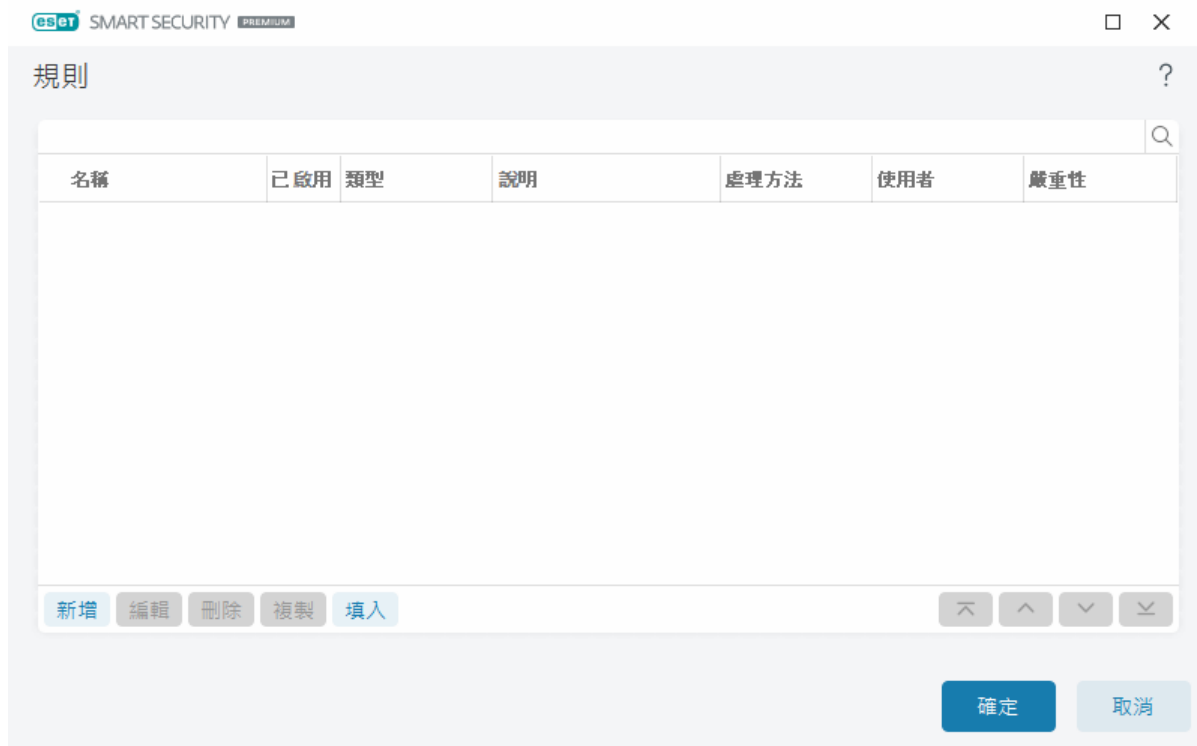 eset SMART SECURITY PREMIUM
規則
?
名稱 已啟用 類型 說明 處理方法 使用者 嚴重性
新增 編輯 刪除 複製 填入
確定 取消